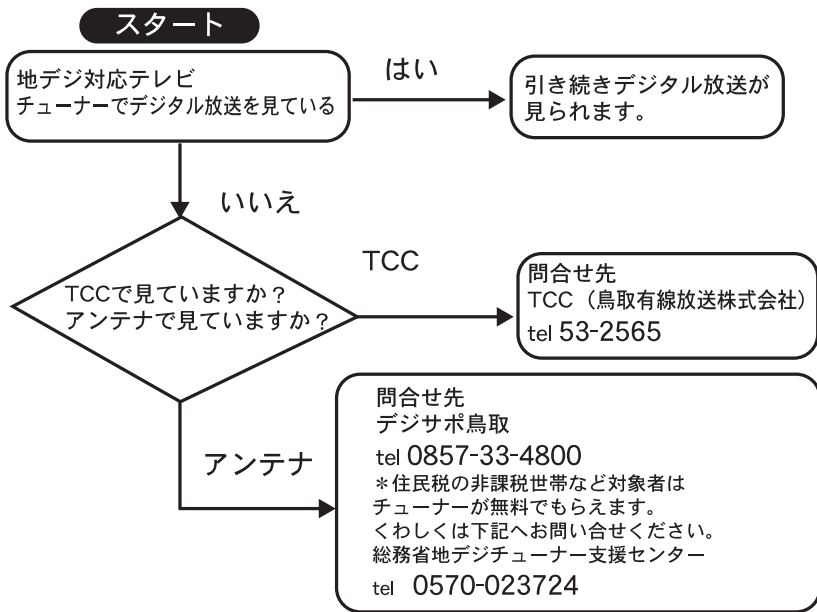 スタート
地デジ対応テレビ
チューナーでデジタル放送を見ている
はい
引き続きデジタル放送が
見られます。
いいえ
TCCで見ていますか？
アンテナで見ていますか？
TCC
問合せ先
TCC（鳥取有線放送株式会社）
tel 53-2565
アンテナ
問合せ先
デジサポ鳥取
tel 0857-33-4800
＊住民税の非課税世帯など対象者は
チューナーが無料でもらえます。
くわしくは下記へお問い合せください。
総務省地デジチューナー支援センター
tel 0570-023724